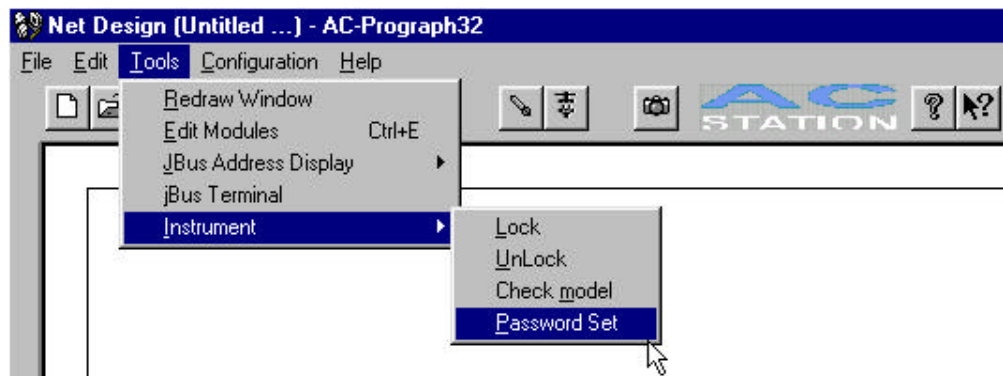 Net Design (Untitled ...) - AC-Prograph32
File Edit Tools Configuration Help
AC
STATION
Redraw Window
Edit Modules Ctrl+E
JBus Address Display
jBus Terminal
Instrument
Lock
UnLock
Check model
Password Set